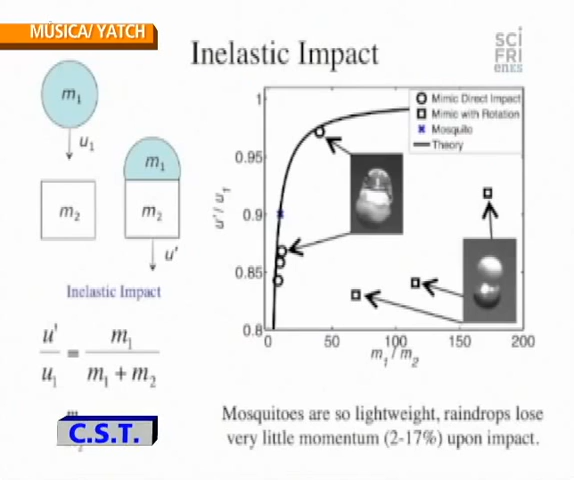 MÚSICA/ YATCH
Inelastic Impact
SCI
FRI
enES
m1
u1
m1
m2
m2
u'
Inelastic Impact
u'/u1 = m1/(m1 + m2)
C.S.T.
1
0.95
0.9
0.85
0.8
u'/ u1
Mimic Direct Impact
Mimic with Rotation
Mosquito
Theory
0 50 100 150 200
m1/m2
Mosquitoes are so lightweight, raindrops lose
very little momentum (2-17%) upon impact.